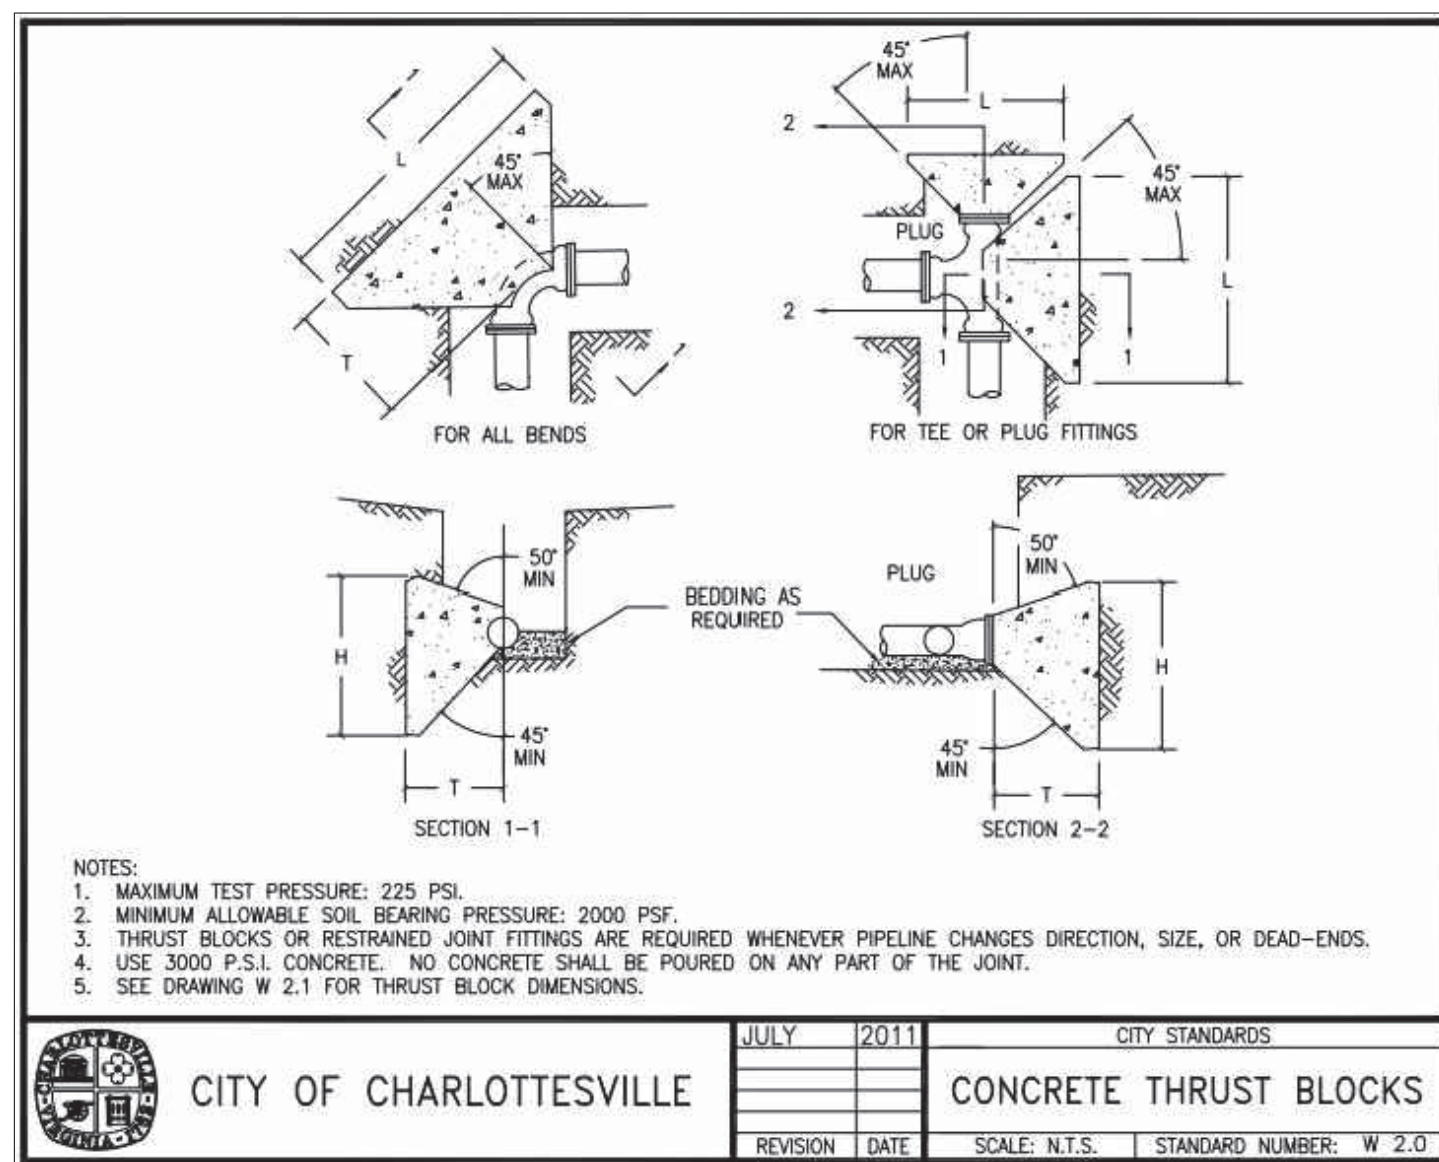 45°
MAX
L
1
L
45°
MAX
T
1
FOR ALL BENDS
2
PLUG
45°
MAX
L
2
1
1
FOR TEE OR PLUG FITTINGS
50°
MIN
H
45°
MIN
T
SECTION 1-1
BEDDING AS
REQUIRED
PLUG
50°
MIN
H
45°
MIN
T
SECTION 2-2
NOTES:
1. MAXIMUM TEST PRESSURE: 225 PSI.
2. MINIMUM ALLOWABLE SOIL BEARING PRESSURE: 2000 PSF.
3. THRUST BLOCKS OR RESTRAINED JOINT FITTINGS ARE REQUIRED WHENEVER PIPELINE CHANGES DIRECTION, SIZE, OR DEAD-ENDS.
4. USE 3000 P.S.I. CONCRETE. NO CONCRETE SHALL BE POURED ON ANY PART OF THE JOINT.
5. SEE DRAWING W 2.1 FOR THRUST BLOCK DIMENSIONS.
CHARLOTTESVILLE
VIRGINIA-1762
CITY OF CHARLOTTESVILLE
JULY 2011
REVISION DATE
CITY STANDARDS
CONCRETE THRUST BLOCKS
SCALE: N.T.S. STANDARD NUMBER: W 2.0